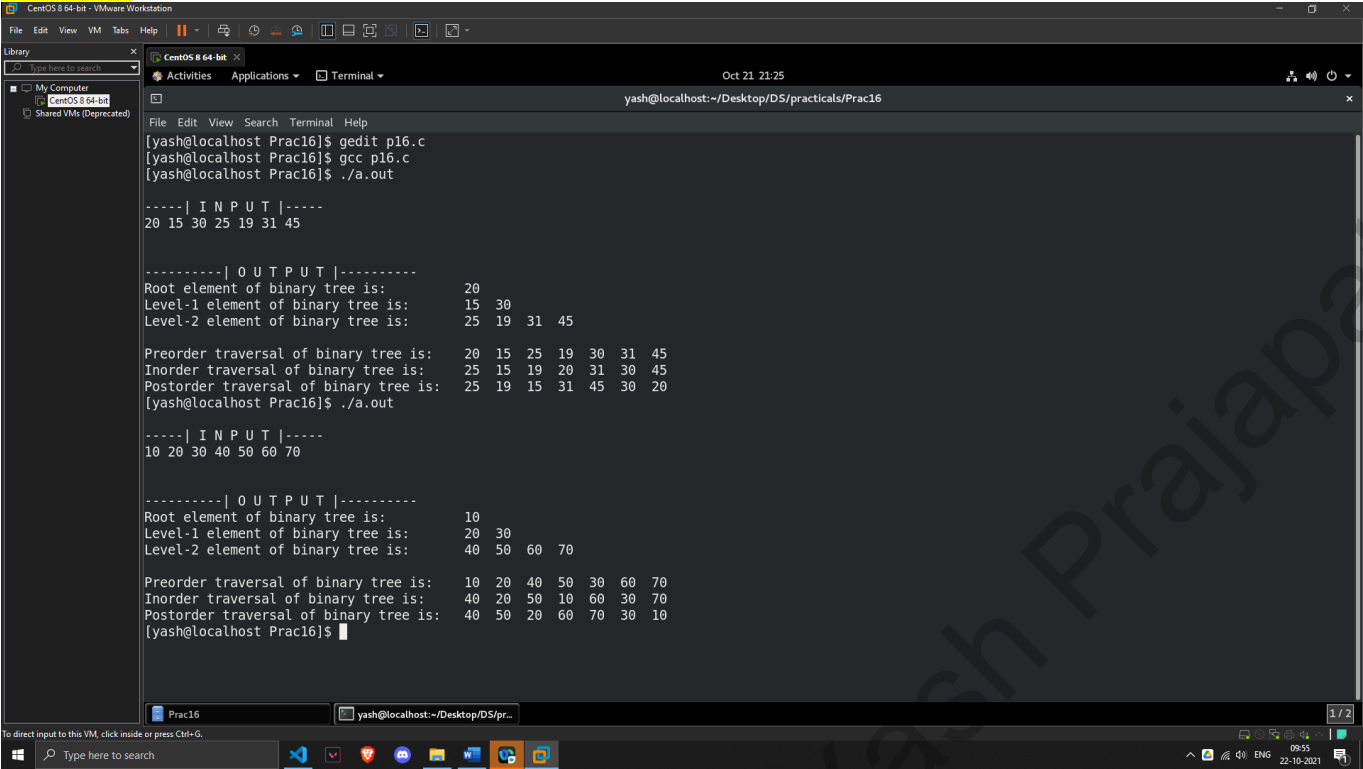 CentOS 8 64-bit - VMware Workstation
File Edit View VM Tabs Help
Library
Type here to search
My Computer
CentOS 8 64-bit
Shared VMs (Deprecated)
CentOS 8 64-bit
Activities Applications Terminal Oct 21 21:25
yash@localhost:~/Desktop/DS/practicals/Prac16
File Edit View Search Terminal Help
[yash@localhost Prac16]$ gedit p16.c
[yash@localhost Prac16]$ gcc p16.c
[yash@localhost Prac16]$ ./a.out
-----| I N P U T |-----
20 15 30 25 19 31 45
----------| O U T P U T |----------
Root element of binary tree is: 20
Level-1 element of binary tree is: 15 30
Level-2 element of binary tree is: 25 19 31 45
Preorder traversal of binary tree is: 20 15 25 19 30 31 45
Inorder traversal of binary tree is: 25 15 19 20 31 30 45
Postorder traversal of binary tree is: 25 19 15 31 45 30 20
[yash@localhost Prac16]$ ./a.out
-----| I N P U T |-----
10 20 30 40 50 60 70
----------| O U T P U T |----------
Root element of binary tree is: 10
Level-1 element of binary tree is: 20 30
Level-2 element of binary tree is: 40 50 60 70
Preorder traversal of binary tree is: 10 20 40 50 30 60 70
Inorder traversal of binary tree is: 40 20 50 10 60 30 70
Postorder traversal of binary tree is: 40 50 20 60 70 30 10
[yash@localhost Prac16]$
Prac16 yash@localhost:~/Desktop/DS/pr... 1 / 2
To direct input to this VM, click inside or press Ctrl+G.
Type here to search
ENG
09:55
22-10-2021